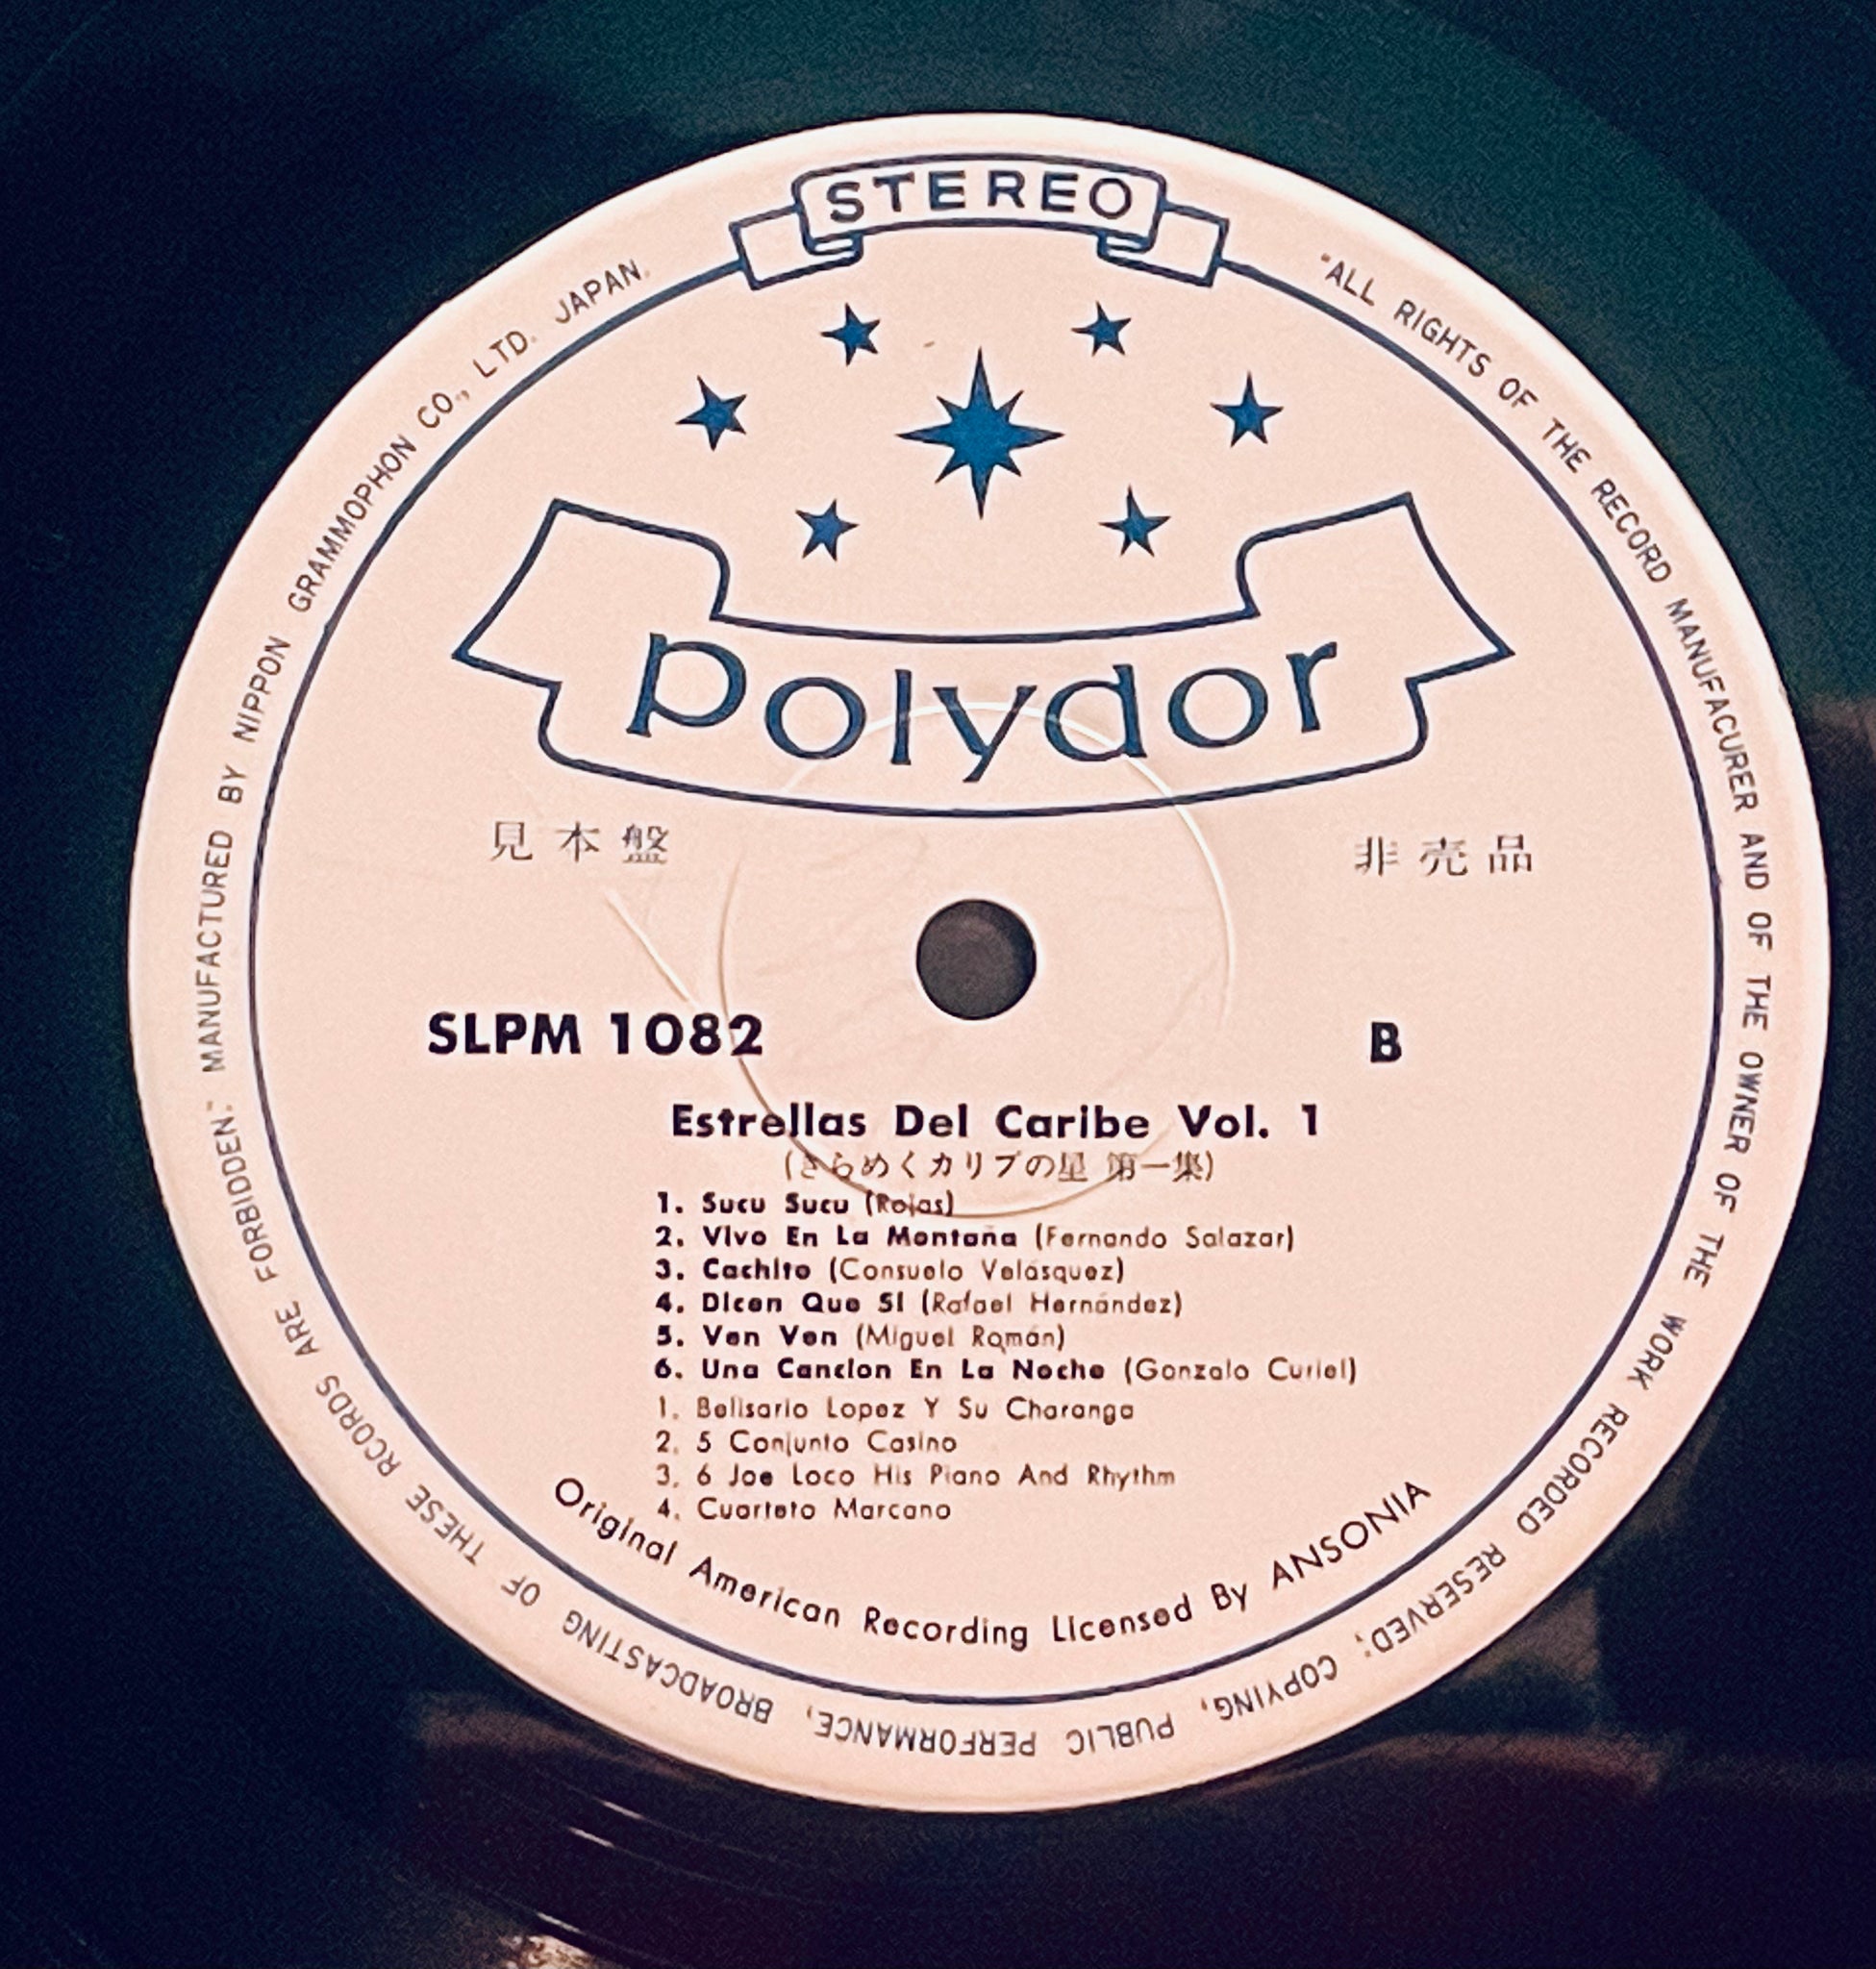 STEREO
polydor
見本盤
非売品
SLPM 1082
B
Estrellas Del Caribe Vol. 1
(きらめくカリブの星 第一集)
1. Sucu Sucu (Rojas)
2. Vivo En La Montaña (Fernando Salazar)
3. Cachito (Consuelo Velásquez)
4. Dicen Que Si (Rafael Hernández)
5. Ven Ven (Miguel Román)
6. Una Cancion En La Noche (Gonzalo Curiel)
1. Belisario Lopez Y Su Charanga
2. 5 Conjunto Casino
3. 6 Joe Loco His Piano And Rhythm
4. Cuarteto Marcano
Original American Recording Licensed By ANSONIA
"ALL RIGHTS OF THE RECORD MANUFACURER AND OF THE OWNER OF THE WORK RECORDED RESERVED; COPYING, PUBLIC PERFORMANCE, BROADCASTING OF THESE RCORDS ARE FORBIDDEN." MANUFACTURED BY NIPPON GRAMMOPHON CO., LTD. JAPAN.